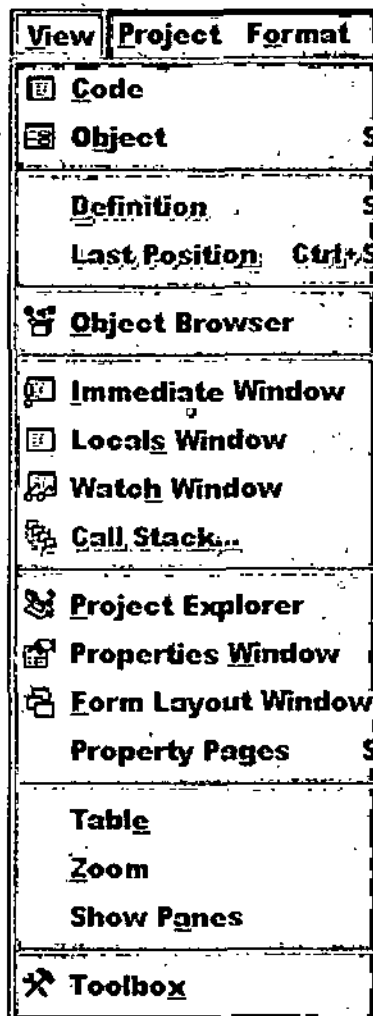 View Project Format
Code
Object S
Definition S
Last Position Ctrl+S
Object Browser
Immediate Window
Locals Window
Watch Window
Call Stack...
Project Explorer
Properties Window
Form Layout Window
Property Pages S
Table
Zoom
Show Panes
Toolbox